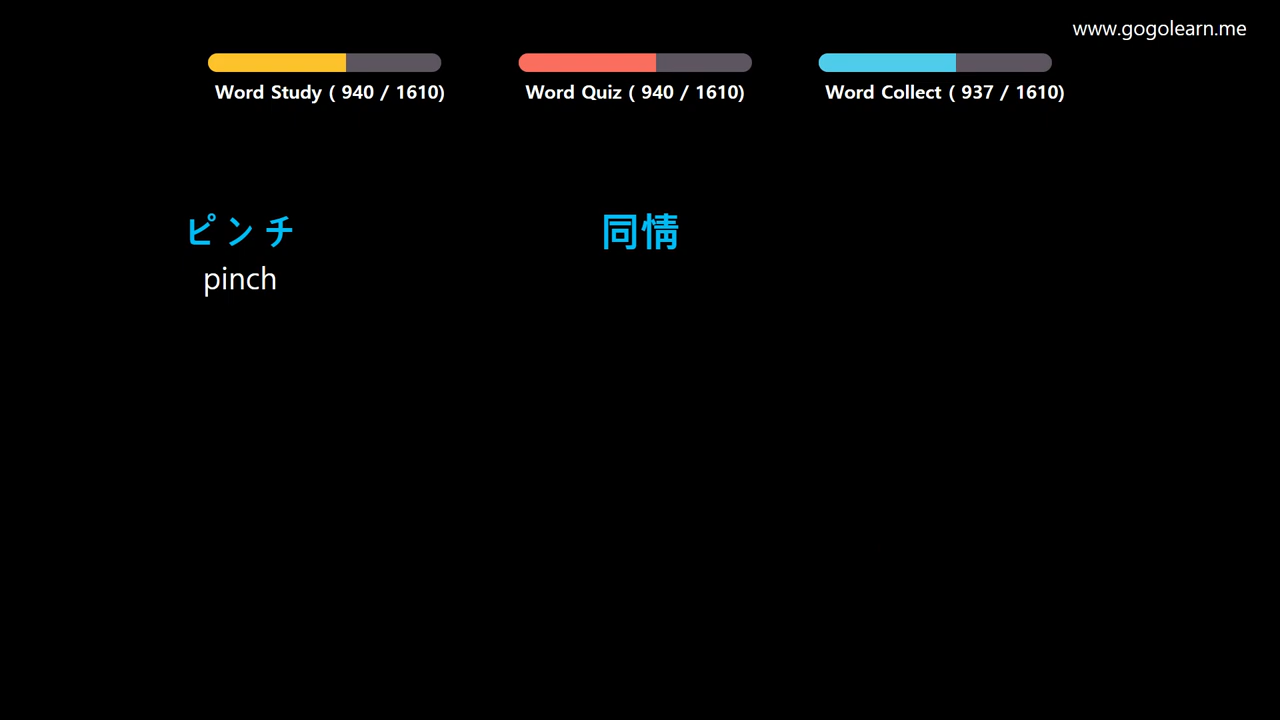 www.gogolearn.me
Word Study ( 940 / 1610)
Word Quiz ( 940 / 1610)
Word Collect ( 937 / 1610)
ピンチ
pinch
同情